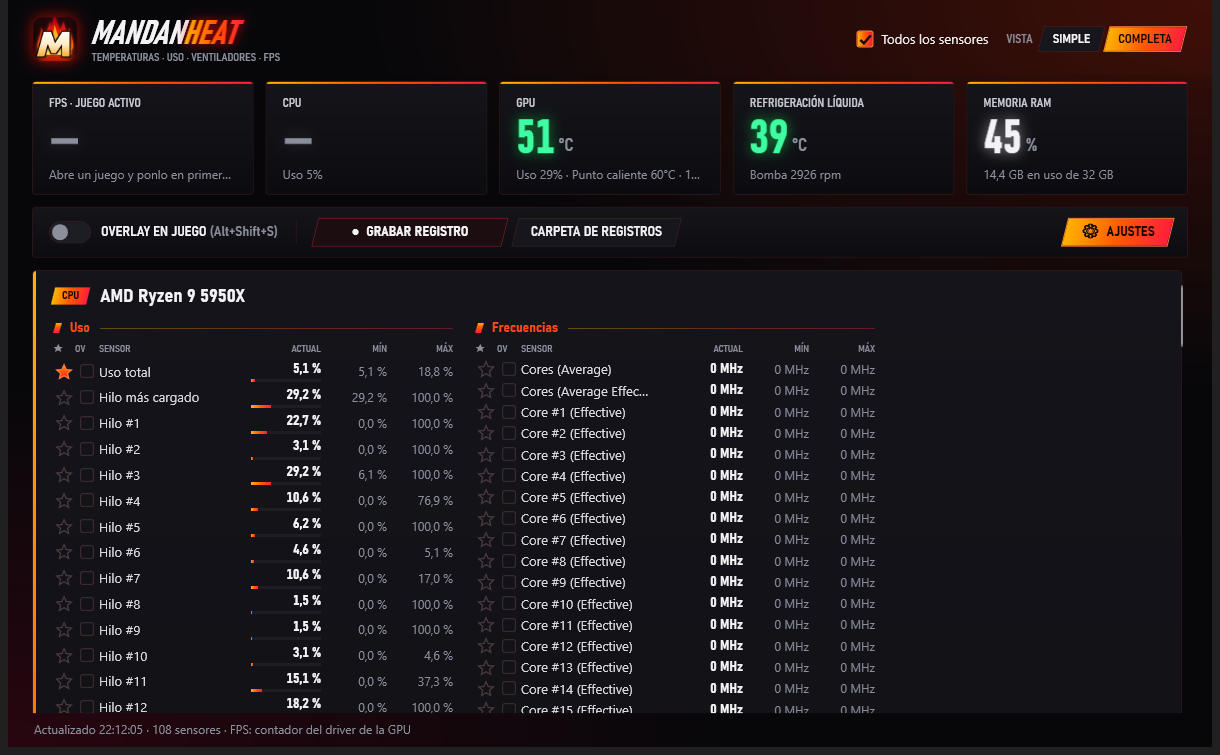 MANDANHEAT
TEMPERATURAS · USO · VENTILADORES · FPS
Todos los sensores
VISTA
SIMPLE
COMPLETA
FPS · JUEGO ACTIVO
—
Abre un juego y ponlo en primer...
CPU
—
Uso 5%
GPU
51 °C
Uso 29% · Punto caliente 60°C · 1...
REFRIGERACIÓN LÍQUIDA
39 °C
Bomba 2926 rpm
MEMORIA RAM
45 %
14,4 GB en uso de 32 GB
OVERLAY EN JUEGO (Alt+Shift+S)
● GRABAR REGISTRO
CARPETA DE REGISTROS
AJUSTES
CPU AMD Ryzen 9 5950X
Uso
★ OV SENSOR ACTUAL MÍN MÁX
Uso total 5,1 % 5,1 % 18,8 %
Hilo más cargado 29,2 % 29,2 % 100,0 %
Hilo #1 22,7 % 0,0 % 100,0 %
Hilo #2 3,1 % 0,0 % 100,0 %
Hilo #3 29,2 % 6,1 % 100,0 %
Hilo #4 10,6 % 0,0 % 76,9 %
Hilo #5 6,2 % 0,0 % 100,0 %
Hilo #6 4,6 % 0,0 % 5,1 %
Hilo #7 10,6 % 0,0 % 17,0 %
Hilo #8 1,5 % 0,0 % 100,0 %
Hilo #9 1,5 % 0,0 % 100,0 %
Hilo #10 3,1 % 0,0 % 4,6 %
Hilo #11 15,1 % 0,0 % 37,3 %
Hilo #12 18,2 % 0,0 % 100,0 %
Frecuencias
★ OV SENSOR ACTUAL MÍN MÁX
Cores (Average) 0 MHz 0 MHz 0 MHz
Cores (Average Effec... 0 MHz 0 MHz 0 MHz
Core #1 (Effective) 0 MHz 0 MHz 0 MHz
Core #2 (Effective) 0 MHz 0 MHz 0 MHz
Core #3 (Effective) 0 MHz 0 MHz 0 MHz
Core #4 (Effective) 0 MHz 0 MHz 0 MHz
Core #5 (Effective) 0 MHz 0 MHz 0 MHz
Core #6 (Effective) 0 MHz 0 MHz 0 MHz
Core #7 (Effective) 0 MHz 0 MHz 0 MHz
Core #8 (Effective) 0 MHz 0 MHz 0 MHz
Core #9 (Effective) 0 MHz 0 MHz 0 MHz
Core #10 (Effective) 0 MHz 0 MHz 0 MHz
Core #11 (Effective) 0 MHz 0 MHz 0 MHz
Core #12 (Effective) 0 MHz 0 MHz 0 MHz
Core #13 (Effective) 0 MHz 0 MHz 0 MHz
Core #14 (Effective) 0 MHz 0 MHz 0 MHz
Core #15 (Effective) 0 MHz 0 MHz 0 MHz
Actualizado 22:12:05 · 108 sensores · FPS: contador del driver de la GPU